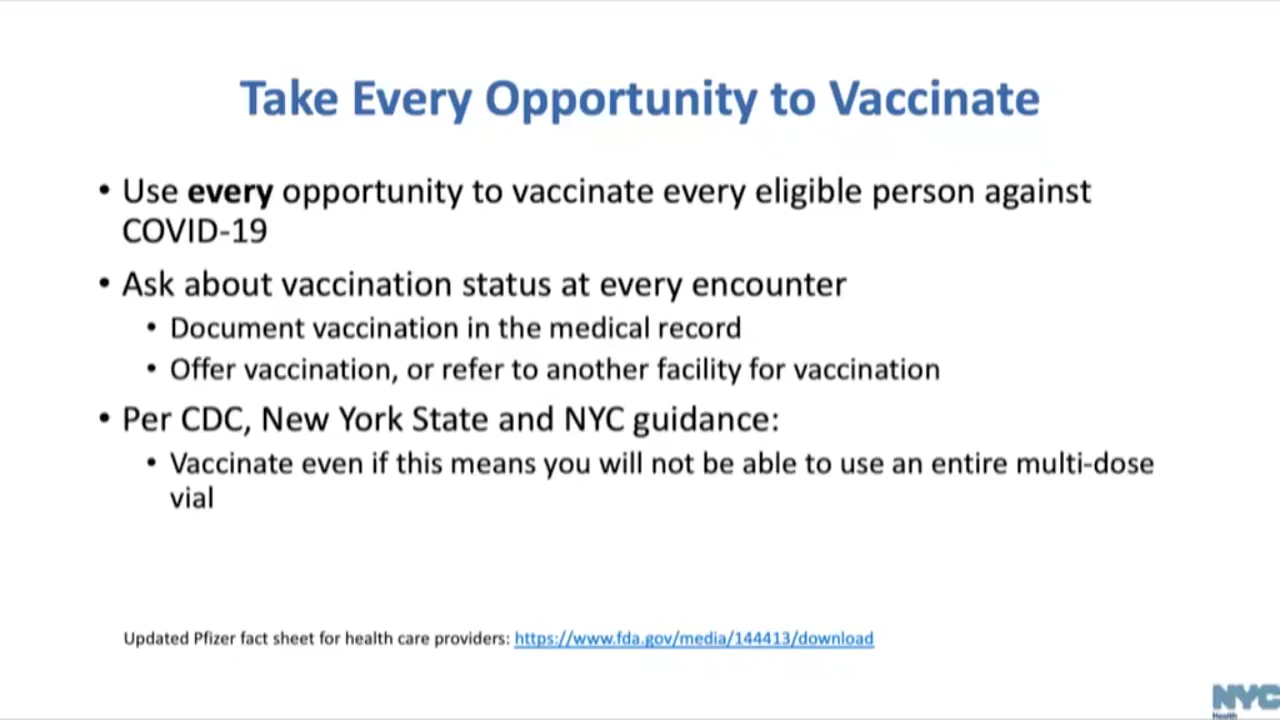 Take Every Opportunity to Vaccinate
• Use every opportunity to vaccinate every eligible person against
COVID-19
• Ask about vaccination status at every encounter
• Document vaccination in the medical record
• Offer vaccination, or refer to another facility for vaccination
• Per CDC, New York State and NYC guidance:
• Vaccinate even if this means you will not be able to use an entire multi-dose
vial
Updated Pfizer fact sheet for health care providers: https://www.fda.gov/media/144413/download
NYC
Health